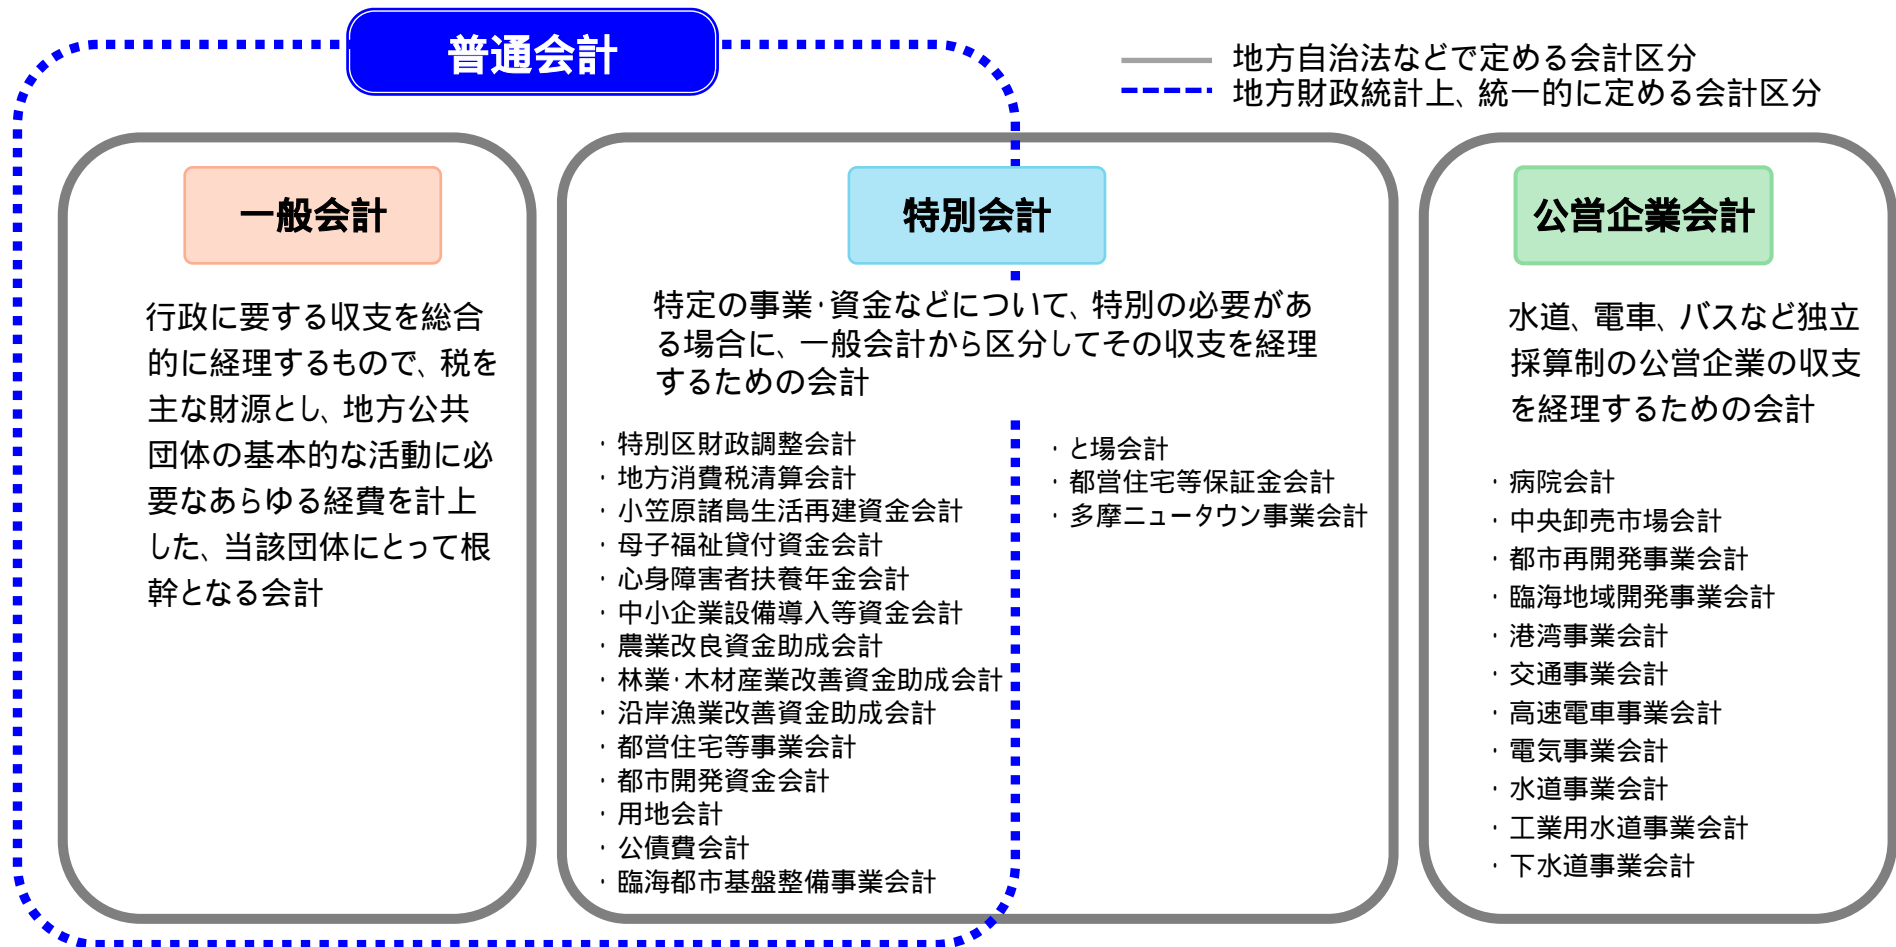 普通会計
地方自治法などで定める会計区分
地方財政統計上、統一的に定める会計区分
一般会計
行政に要する収支を総合
的に経理するもので、税を
主な財源とし、地方公共
団体の基本的な活動に必
要なあらゆる経費を計上
した、当該団体にとって根
幹となる会計
特別会計
特定の事業・資金などについて、特別の必要があ
る場合に、一般会計から区分してその収支を経理
するための会計
・特別区財政調整会計
・地方消費税清算会計
・小笠原諸島生活再建資金会計
・母子福祉貸付資金会計
・心身障害者扶養年金会計
・中小企業設備導入等資金会計
・農業改良資金助成会計
・林業・木材産業改善資金助成会計
・沿岸漁業改善資金助成会計
・都営住宅等事業会計
・都市開発資金会計
・用地会計
・公債費会計
・臨海都市基盤整備事業会計
・と場会計
・都営住宅等保証金会計
・多摩ニュータウン事業会計
公営企業会計
水道、電車、バスなど独立
採算制の公営企業の収支
を経理するための会計
・病院会計
・中央卸売市場会計
・都市再開発事業会計
・臨海地域開発事業会計
・港湾事業会計
・交通事業会計
・高速電車事業会計
・電気事業会計
・水道事業会計
・工業用水道事業会計
・下水道事業会計